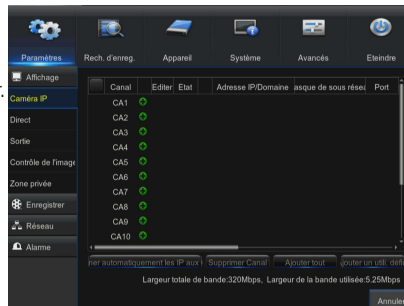 Paramètres Rech. d'enreg. Appareil Système Avancés Eteindre
Affichage
Caméra IP
Direct
Sortie
Contrôle de l'image
Zone privée
Enregistrer
Réseau
Alarme
Canal Editer Etat Adresse IP/Domaine asque de sous résea Port
CA1
CA2
CA3
CA4
CA5
CA6
CA7
CA8
CA9
CA10
ner automatiquement les IP aux Supprimer Canal Ajouter tout jouter un utili. défi
Largeur totale de bande:320Mbps, Largeur de la bande utilisée:5.25Mbps
Annuler